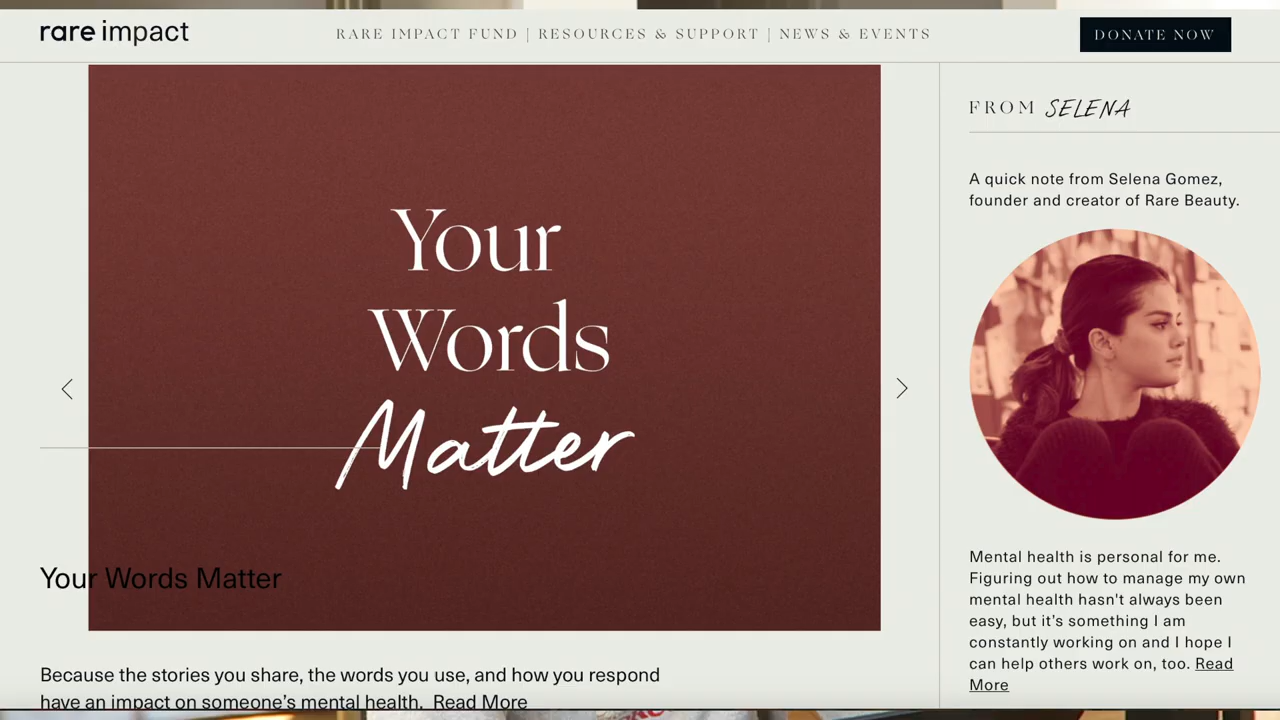 rare impact
RARE IMPACT FUND | RESOURCES & SUPPORT | NEWS & EVENTS
DONATE NOW
Your
Words
Matter
Your Words Matter
Because the stories you share, the words you use, and how you respond
have an impact on someone’s mental health. Read More
FROM SELENA
A quick note from Selena Gomez,
founder and creator of Rare Beauty.
Mental health is personal for me.
Figuring out how to manage my own
mental health hasn't always been
easy, but it’s something I am
constantly working on and I hope I
can help others work on, too. Read
More